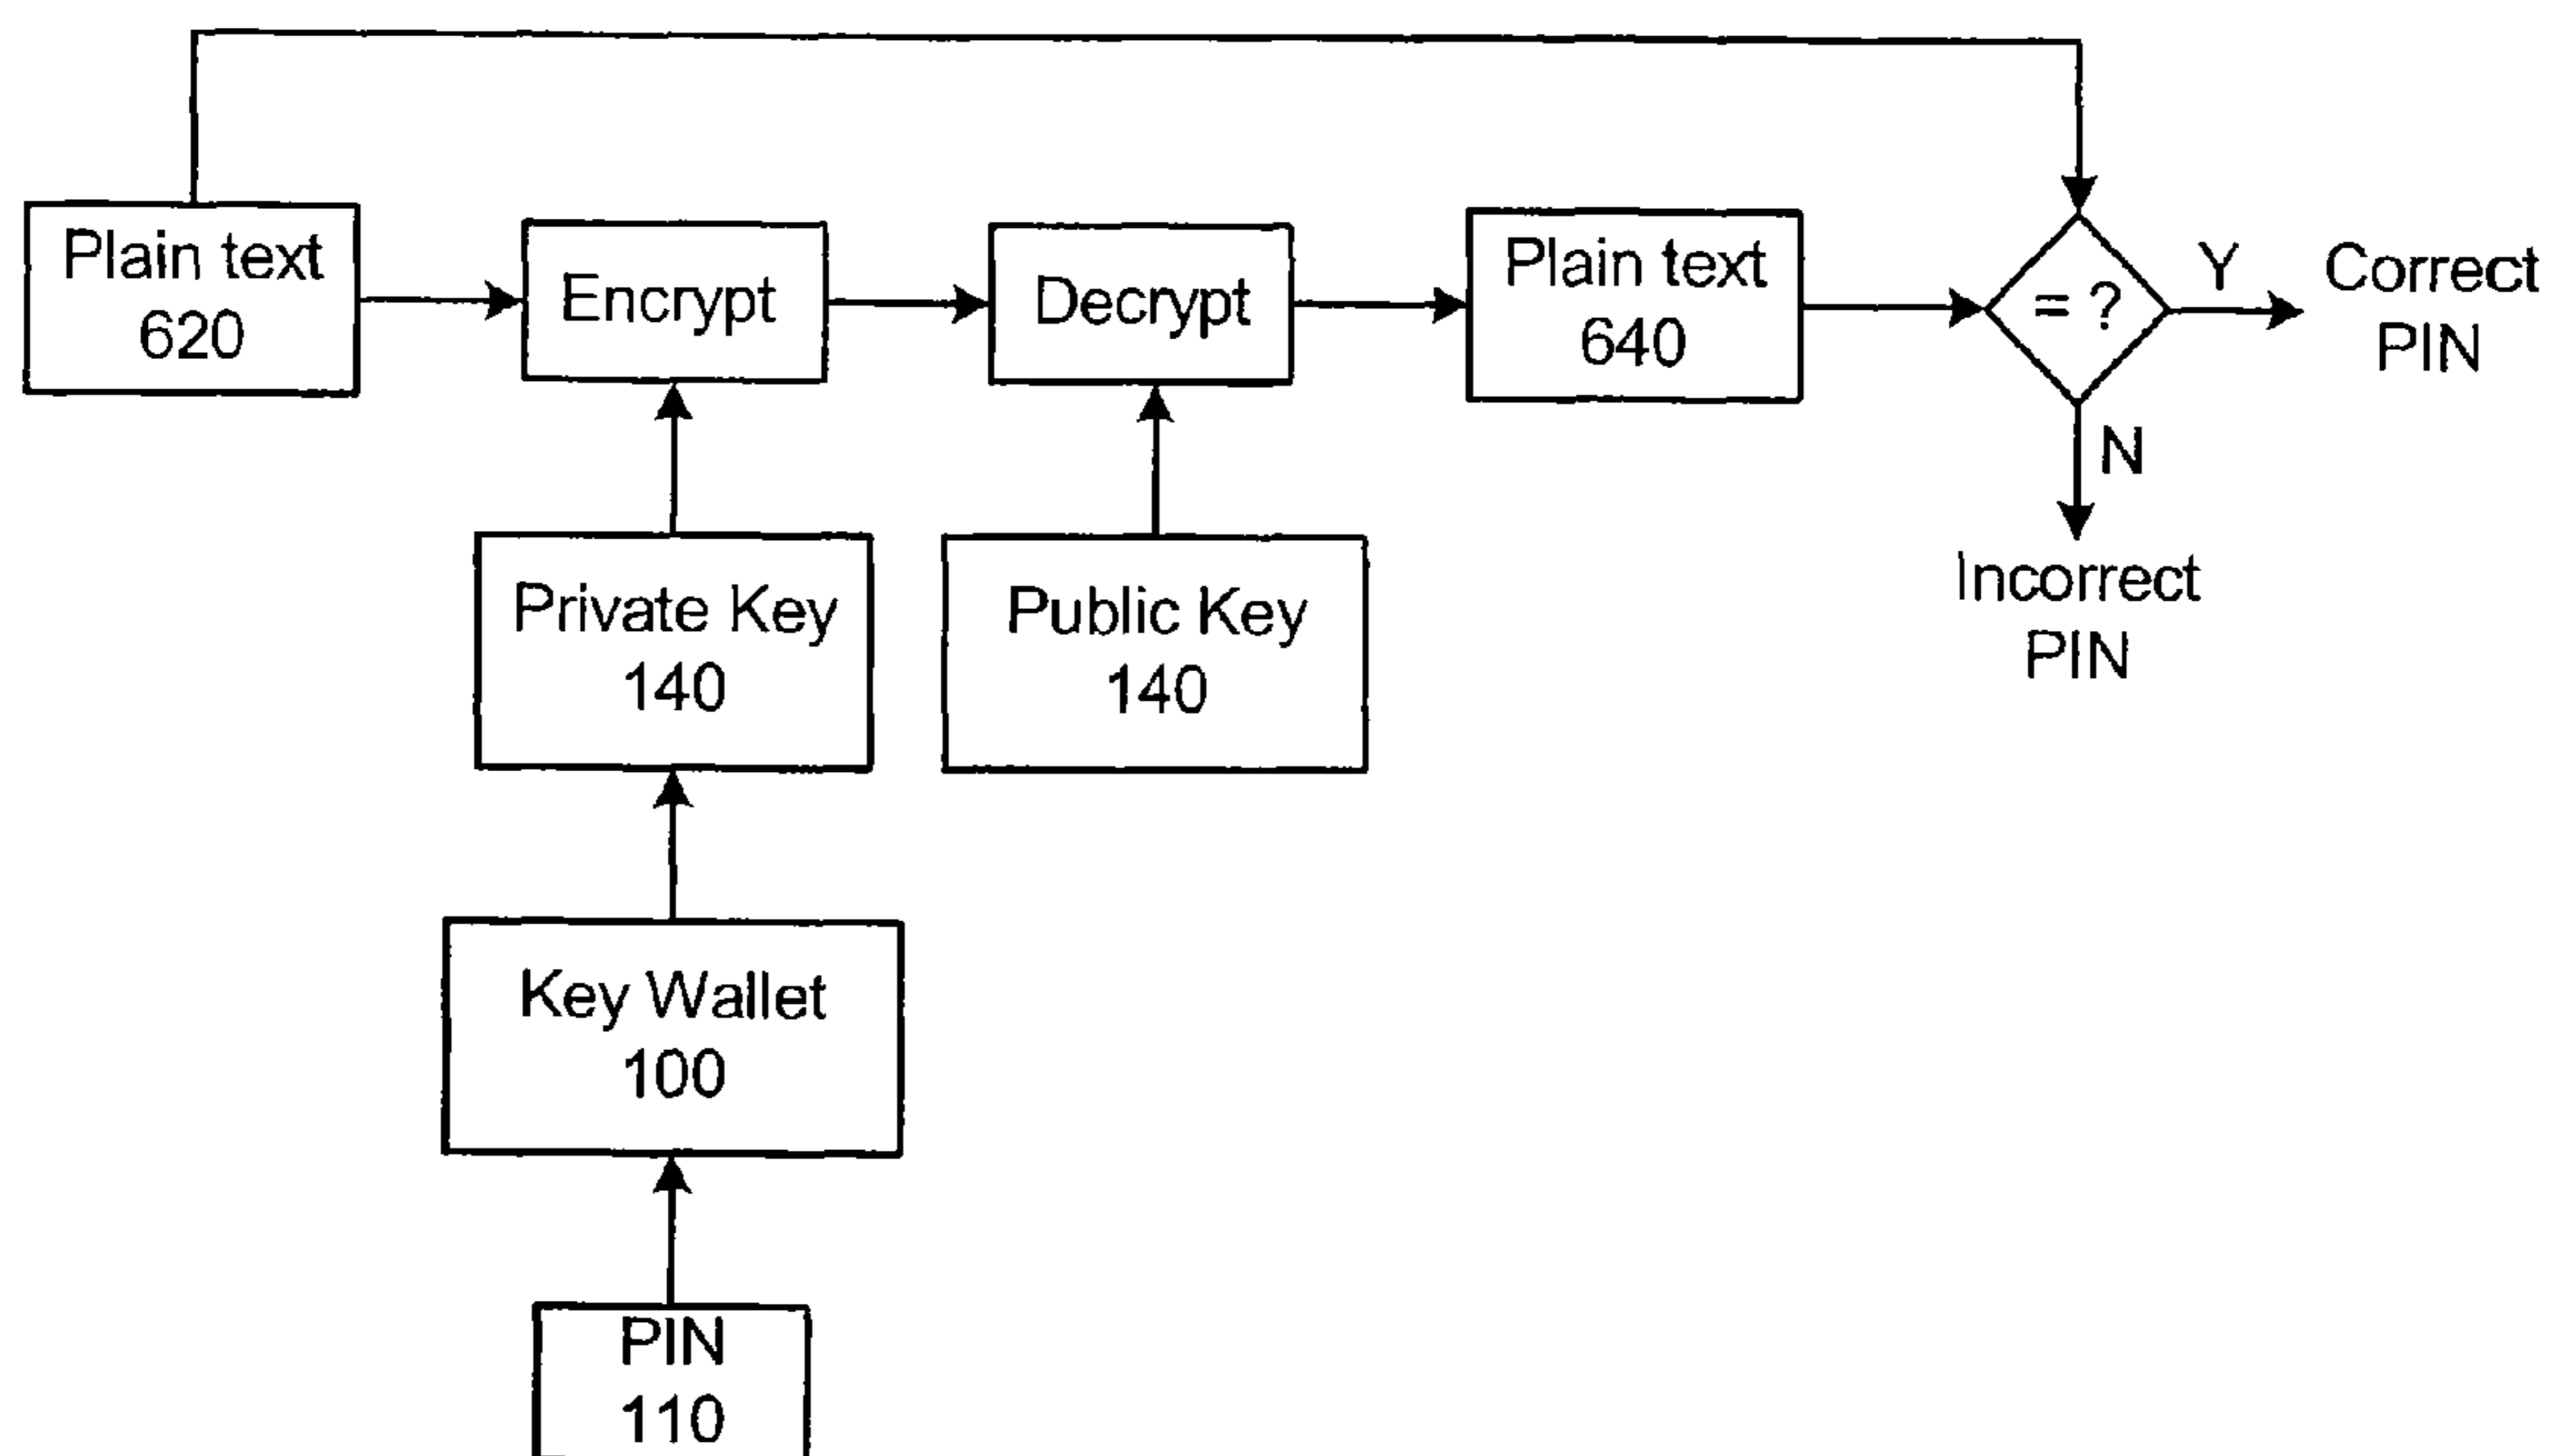 Plain text
620
Encrypt
Decrypt
Plain text
640
= ?
Y
Correct
PIN
N
Incorrect
PIN
Private Key
140
Public Key
140
Key Wallet
100
PIN
110